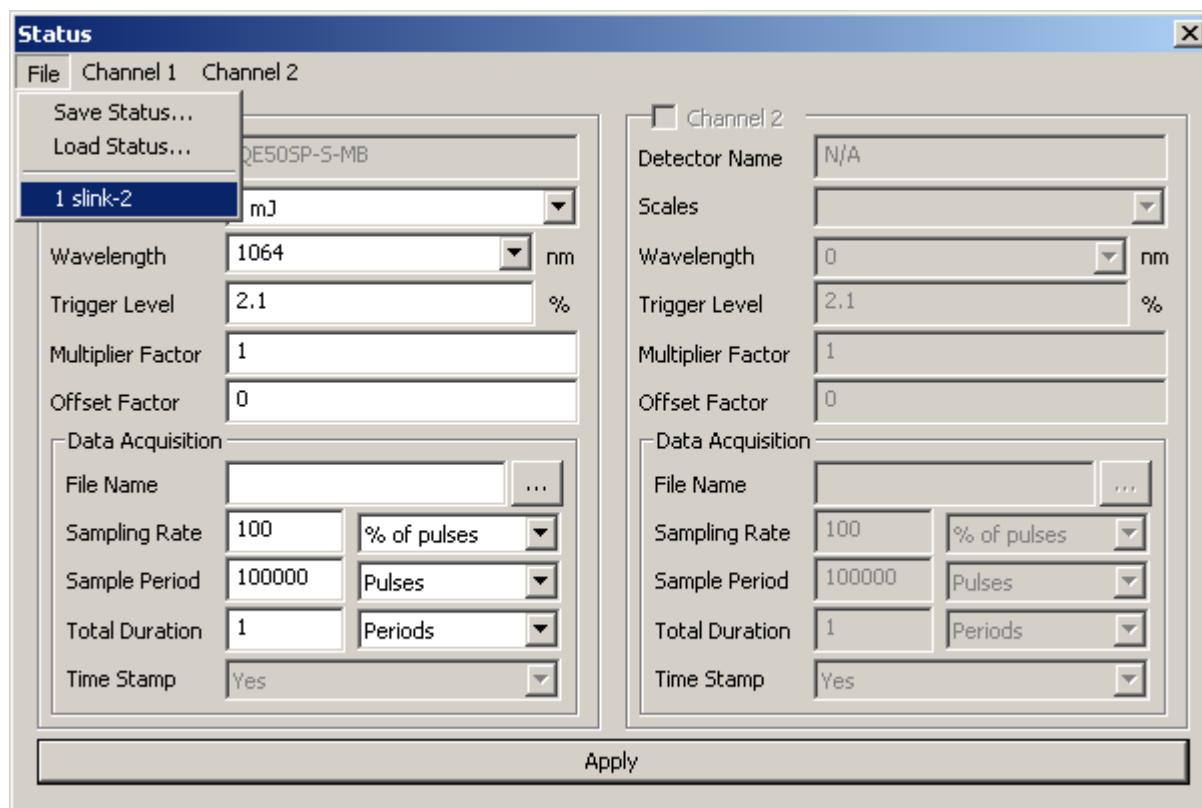 Status
File Channel 1 Channel 2
Save Status...
Load Status...
1 slink-2
QE50SP-S-MB
mJ
Wavelength 1064 nm
Trigger Level 2.1 %
Multiplier Factor 1
Offset Factor 0
Data Acquisition
File Name ...
Sampling Rate 100 % of pulses
Sample Period 100000 Pulses
Total Duration 1 Periods
Time Stamp Yes
Channel 2
Detector Name N/A
Scales
Wavelength 0 nm
Trigger Level 2.1 %
Multiplier Factor 1
Offset Factor 0
Data Acquisition
File Name ...
Sampling Rate 100 % of pulses
Sample Period 100000 Pulses
Total Duration 1 Periods
Time Stamp Yes
Apply